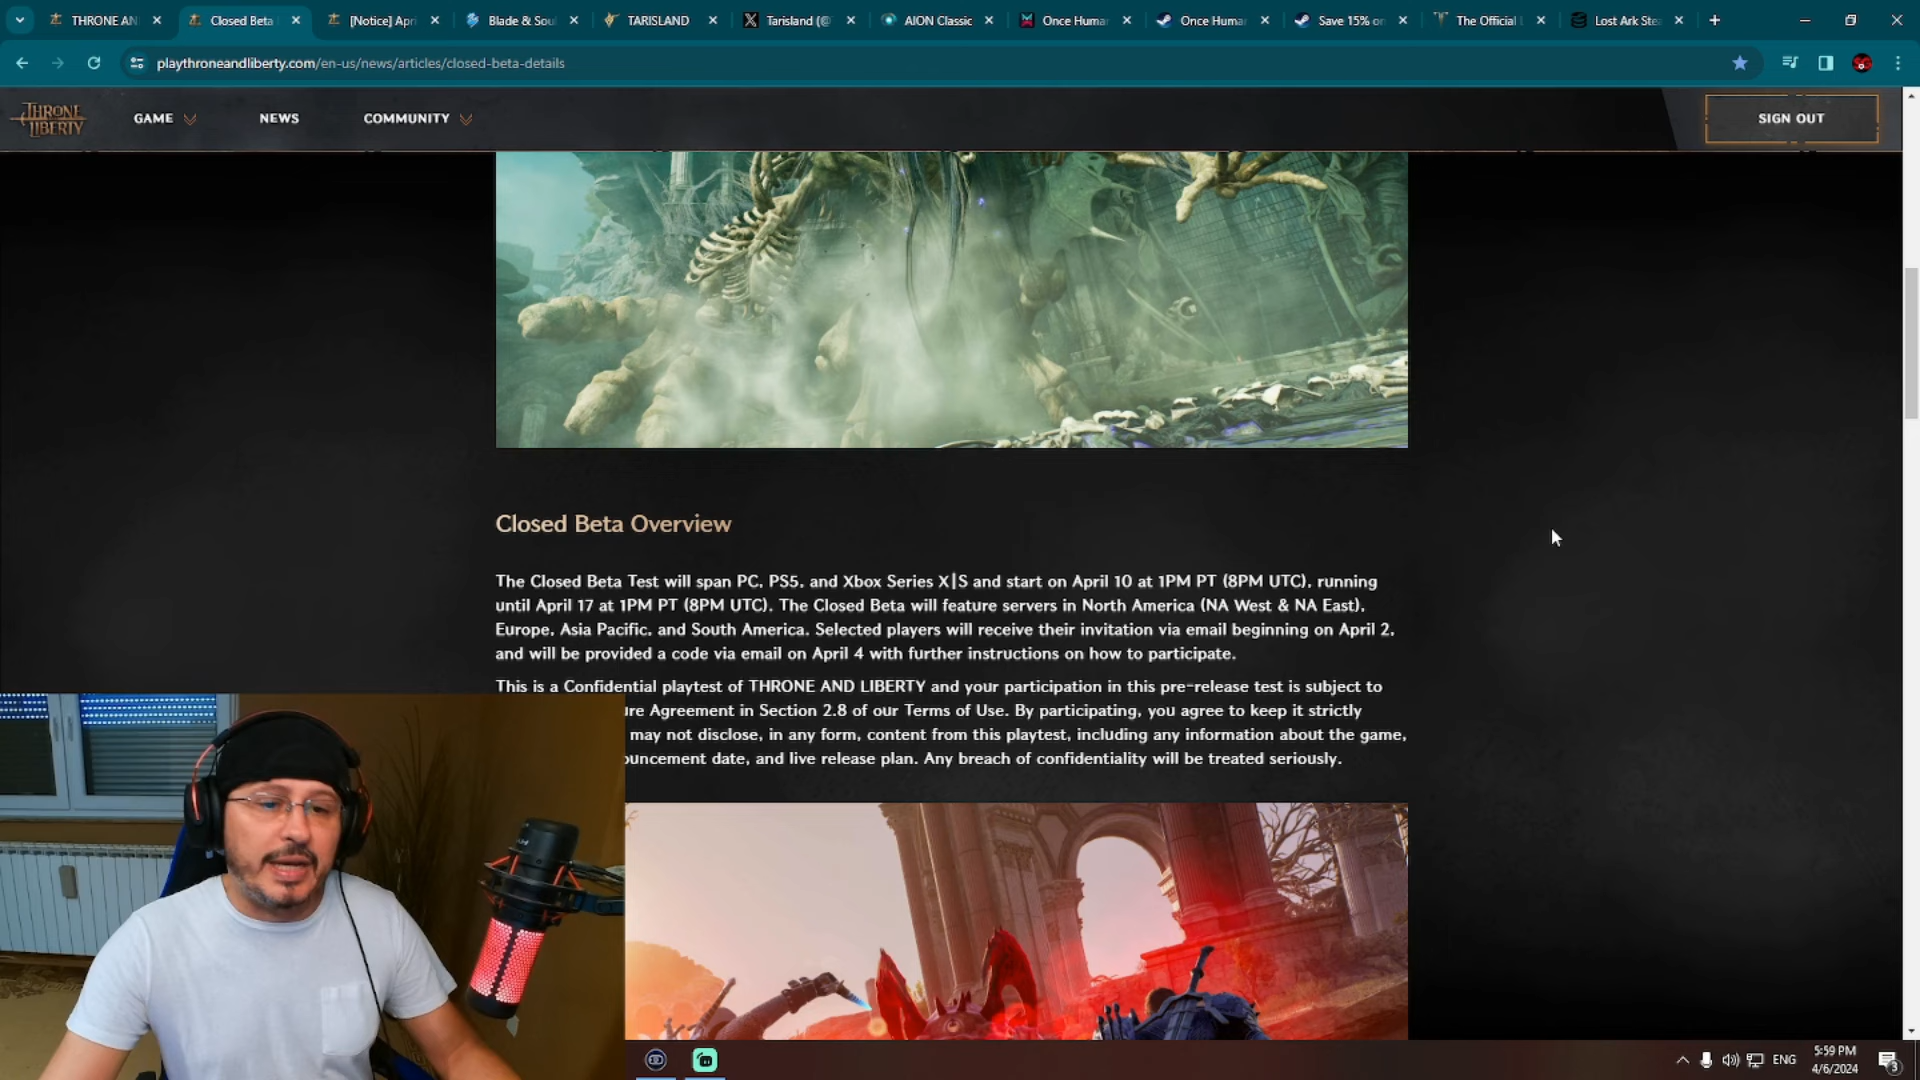 THRONE AN
Closed Beta
[Notice] Apri
Blade & Sou
TARISLAND
Tarisland (@
AION Classic
Once Human
Once Human
Save 15% on
The Official
Lost Ark Stea
playthroneandliberty.com/en-us/news/articles/closed-beta-details
THRONE
LIBERTY
GAME
NEWS
COMMUNITY
SIGN OUT
Closed Beta Overview
The Closed Beta Test will span PC, PS5, and Xbox Series X|S and start on April 10 at 1PM PT (8PM UTC), running
until April 17 at 1PM PT (8PM UTC). The Closed Beta will feature servers in North America (NA West & NA East),
Europe, Asia Pacific, and South America. Selected players will receive their invitation via email beginning on April 2,
and will be provided a code via email on April 4 with further instructions on how to participate.
This is a Confidential playtest of THRONE AND LIBERTY and your participation in this pre-release test is subject to
ure Agreement in Section 2.8 of our Terms of Use. By participating, you agree to keep it strictly
may not disclose, in any form, content from this playtest, including any information about the game,
ouncement date, and live release plan. Any breach of confidentiality will be treated seriously.
ENG
5:59 PM
4/6/2024
3